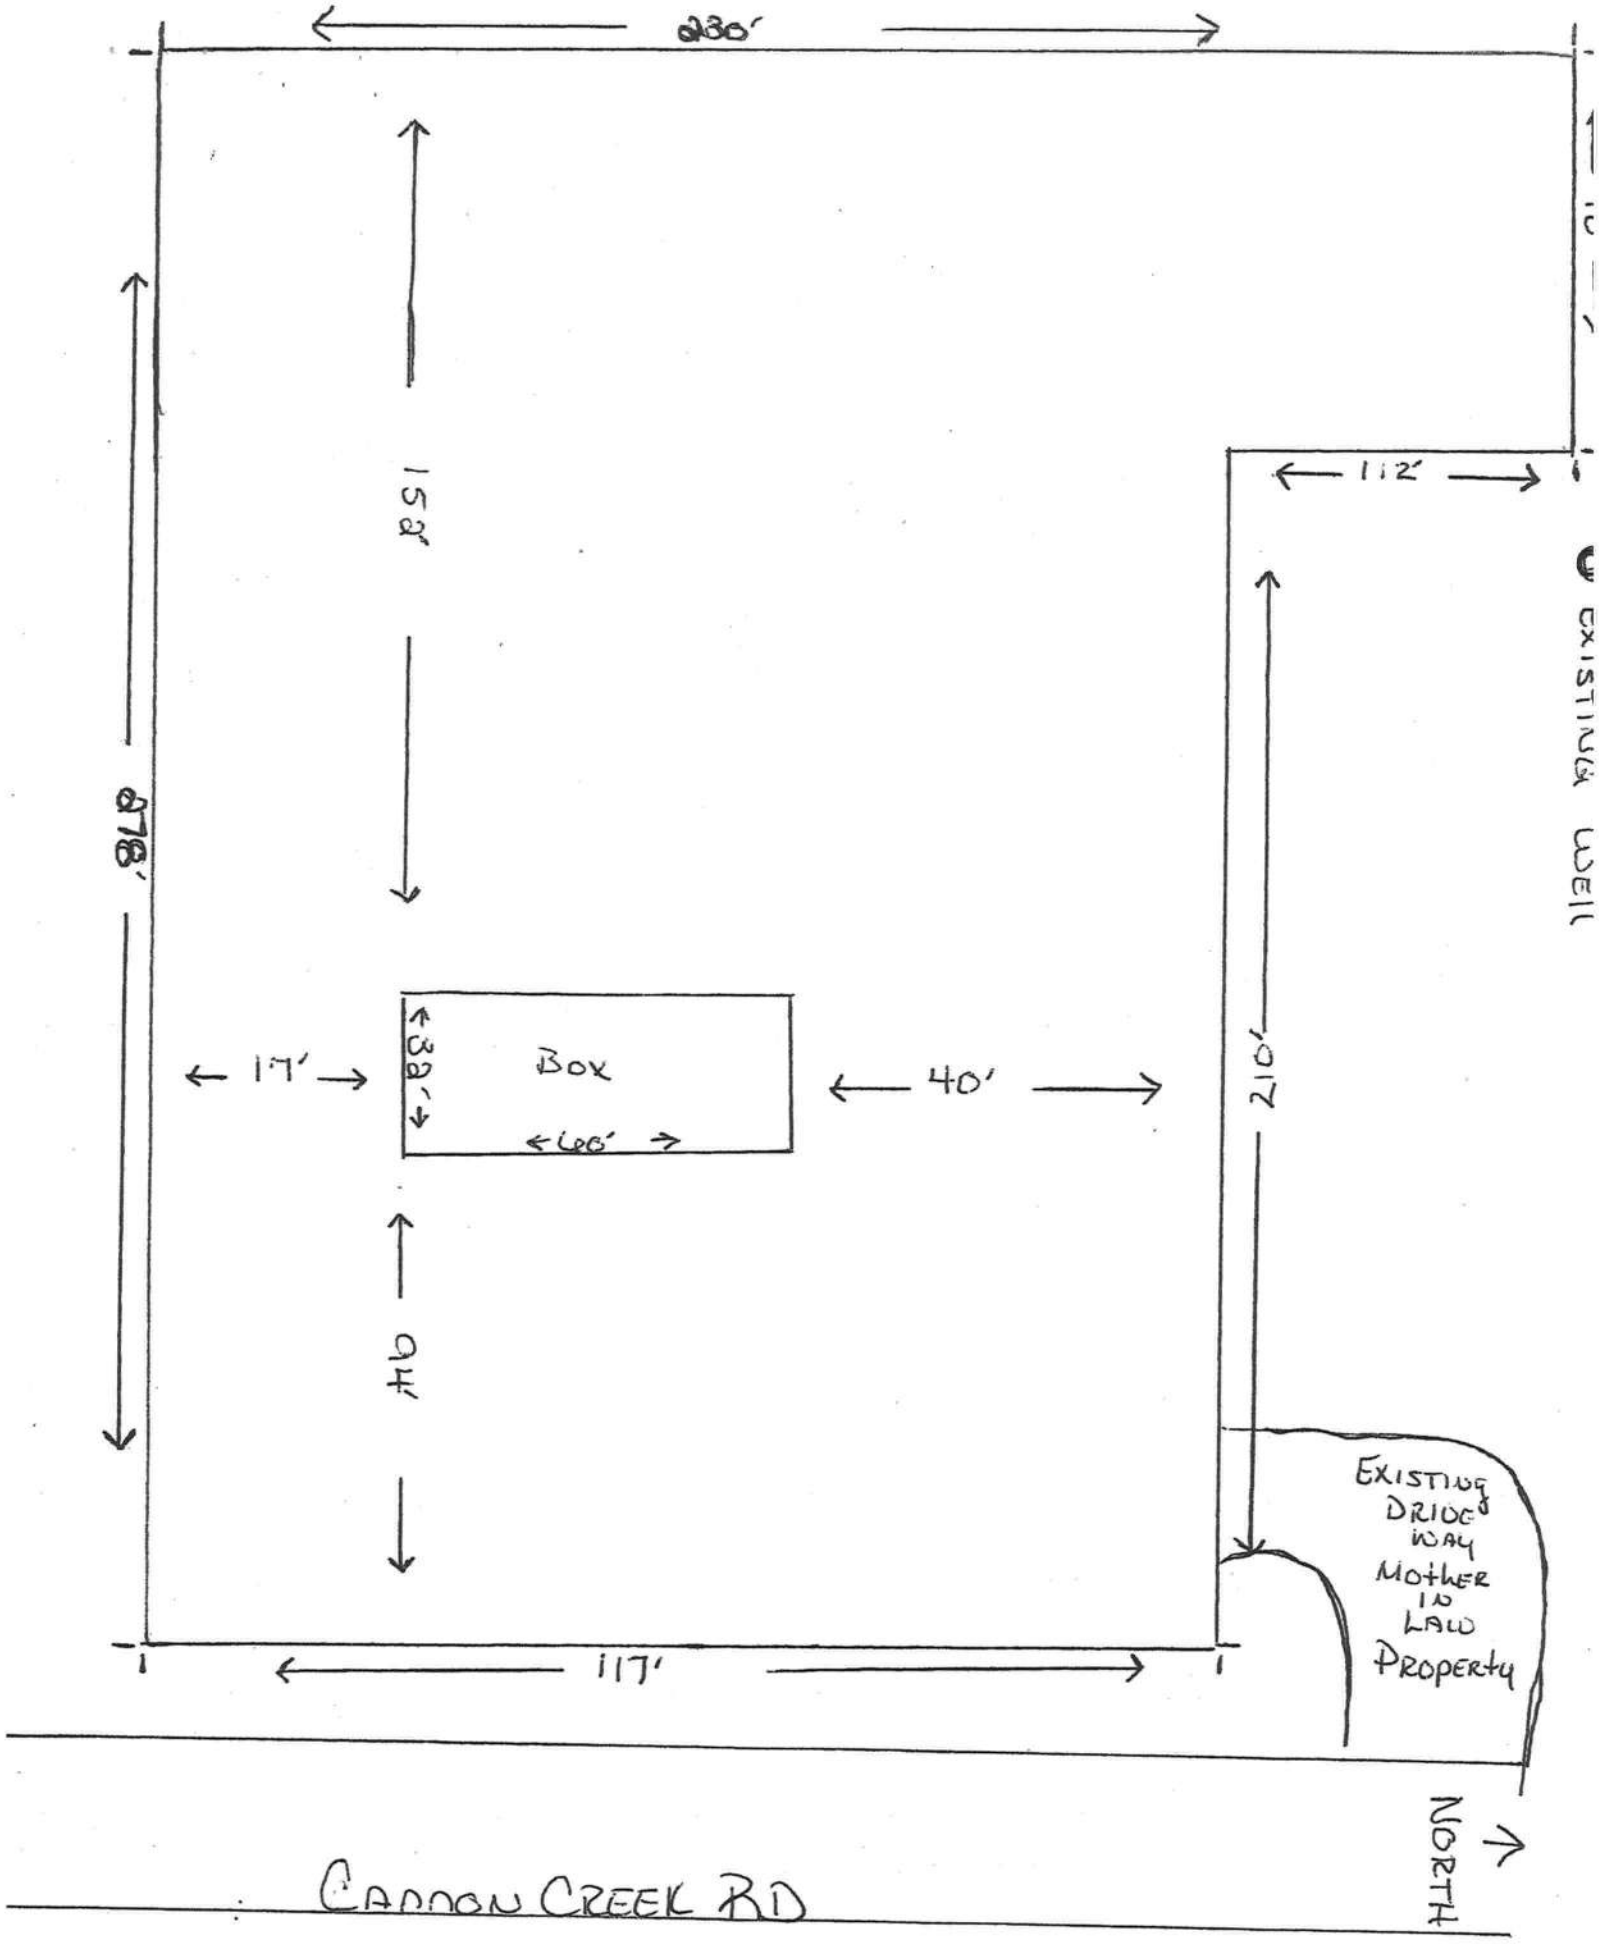 230'
152'
112'
EXISTING WELL
278'
210'
32'
Box
17'
40'
60'
94'
EXISTING
DRIVE
WAY
MOTHER
IN
LAW
PROPERTY
117'
NORTH
CANNON CREEK RD